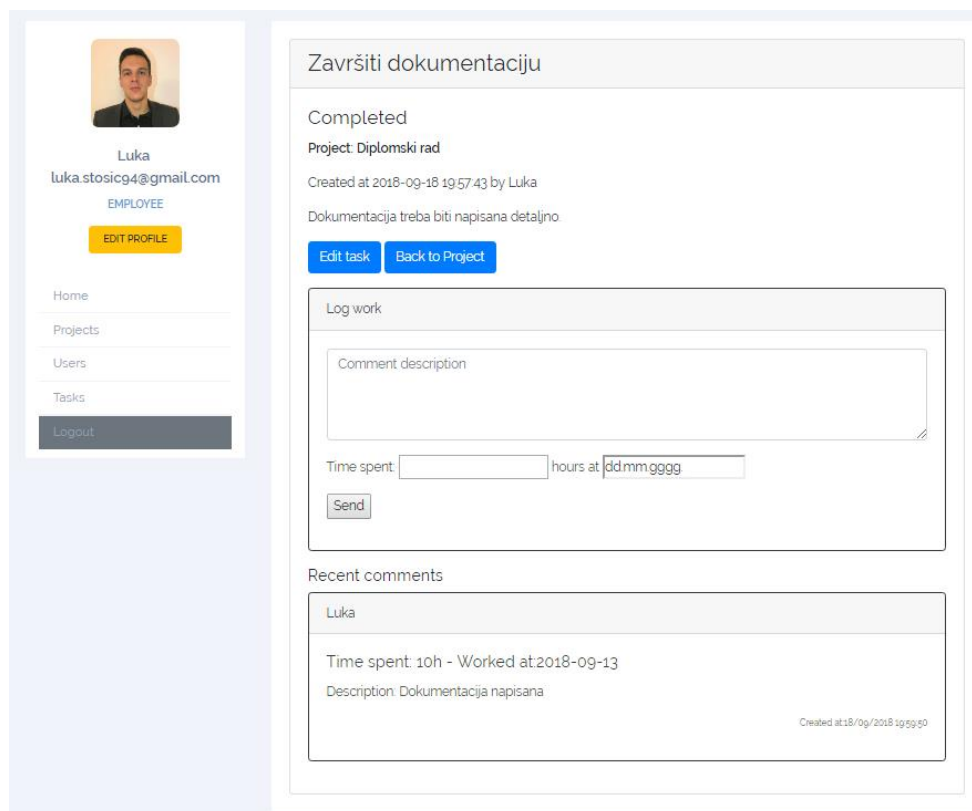 Luka
luka.stosic94@gmail.com
EMPLOYEE
EDIT PROFILE
Home
Projects
Users
Tasks
Logout
Završiti dokumentaciju
Completed
Project: Diplomski rad
Created at 2018-09-18 19:57:43 by Luka
Dokumentacija treba biti napisana detaljno.
Edit task Back to Project
Log work
Comment description
Time spent: hours at dd.mm.gggg.
Send
Recent comments
Luka
Time spent: 10h - Worked at:2018-09-13
Description: Dokumentacija napisana
Created at:18/09/2018 19:59:50